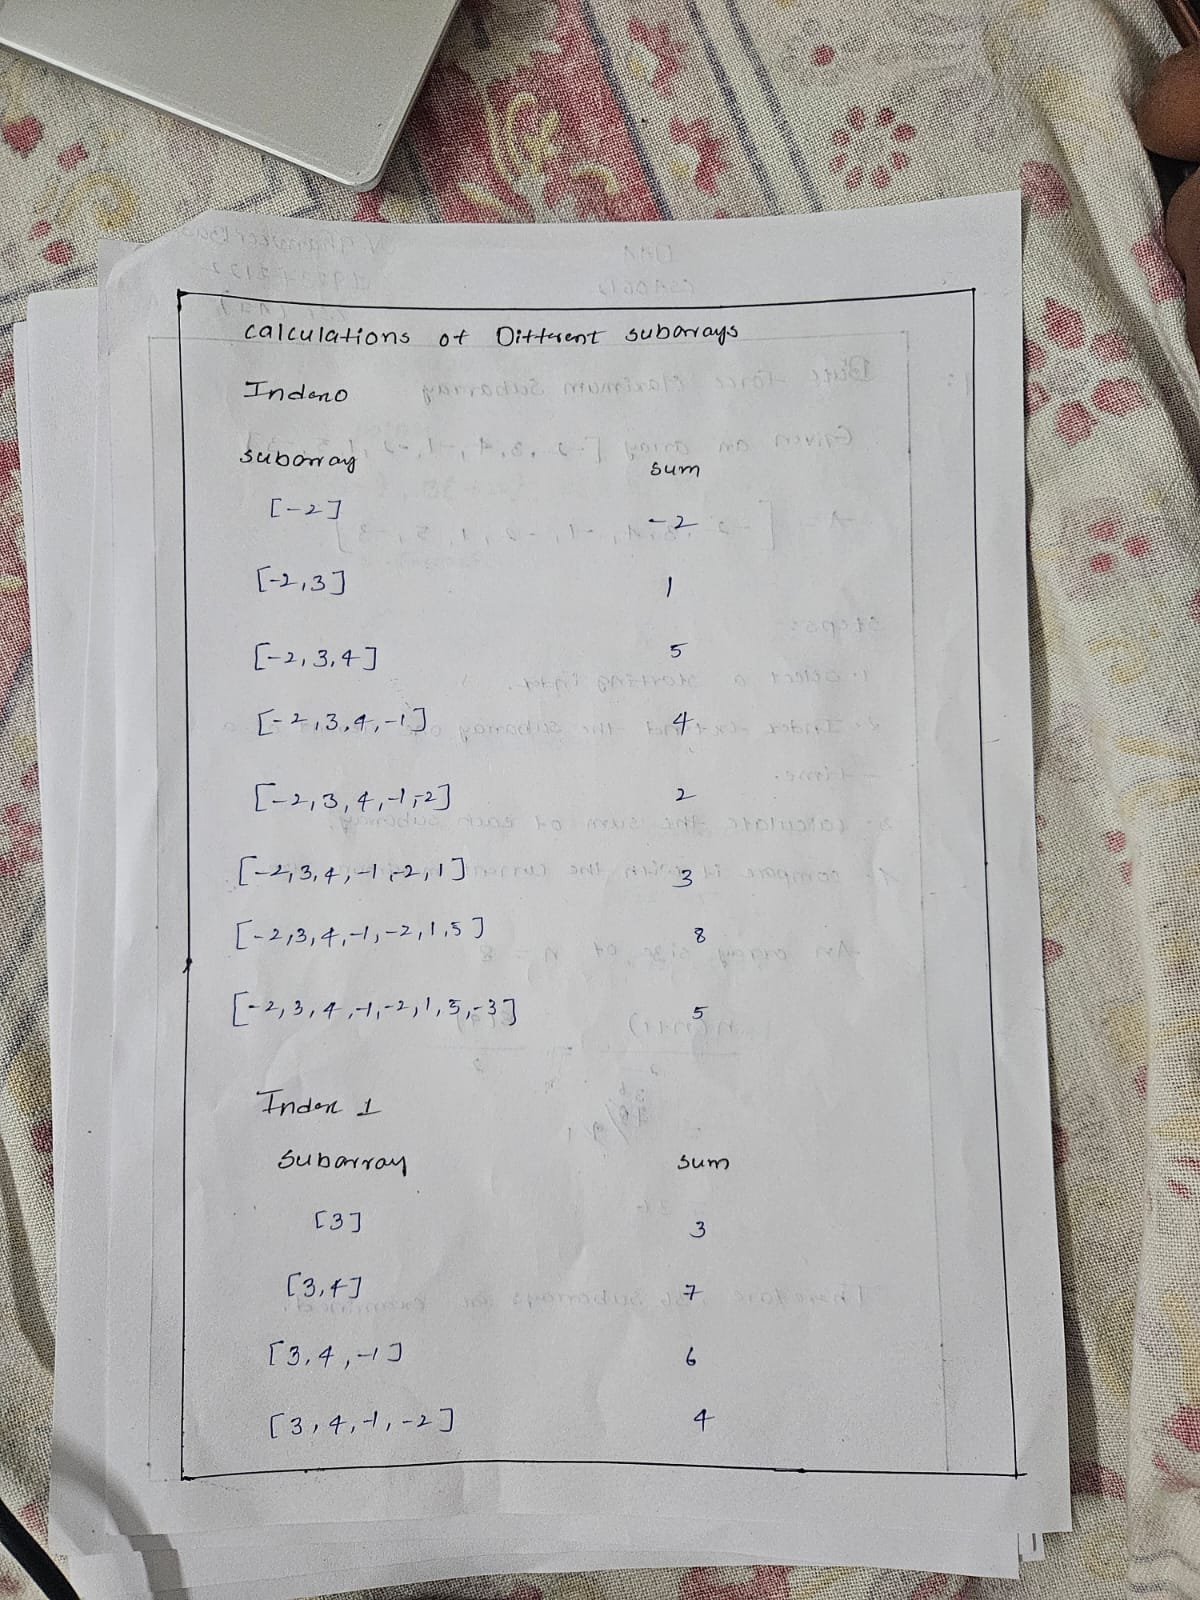 calculations of Different subarrays
Index 0
subarray sum
[-2] -2
[-2,3] 1
[-2,3,4] 5
[-2,3,4,-1] 4
[-2,3,4,-1,-2] 2
[-2,3,4,-1,-2,1] 3
[-2,3,4,-1,-2,1,5] 8
[-2,3,4,-1,-2,1,5,-3] 5
Index 1
Subarray sum
[3] 3
[3,4] 7
[3,4,-1] 6
[3,4,-1,-2] 4